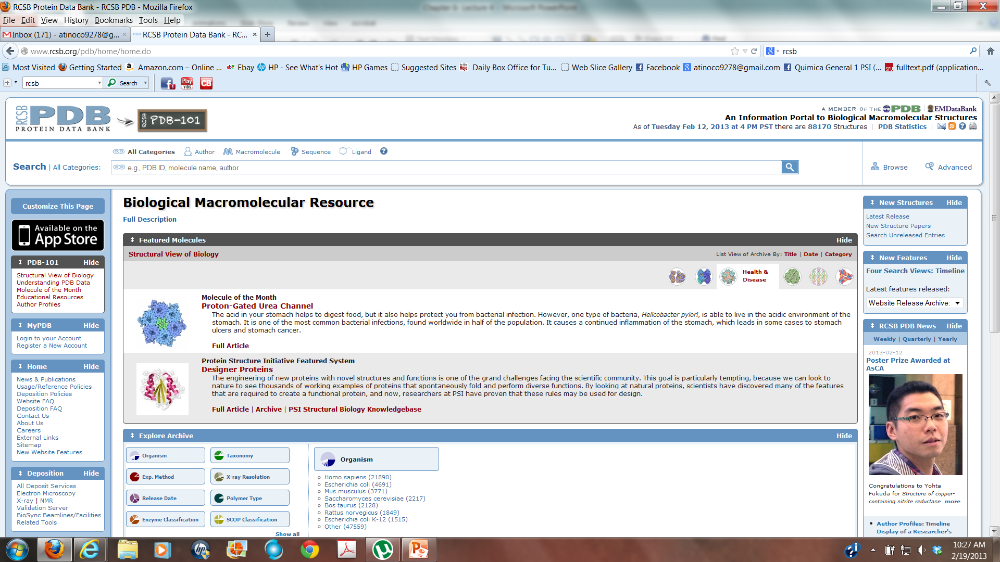 RCSB Protein Data Bank - RCSB PDB - Mozilla Firefox
File Edit View History Bookmarks Tools Help
Inbox (171) - atinoco9278@g... RCSB Protein Data Bank - RC...
www.rcsb.org/pdb/home/home.do rcsb
Most Visited Getting Started Amazon.com – Online ... Ebay HP - See What's Hot HP Games Suggested Sites Daily Box Office for Tu... Web Slice Gallery Facebook atinoco9278@gmail.com Quimica General 1 PSI (... fulltext.pdf (application...
rcsb Search
RCSB PDB PROTEIN DATA BANK RCSB PDB-101
A MEMBER OF THE PDB | EMDataBank
An Information Portal to Biological Macromolecular Structures
As of Tuesday Feb 12, 2013 at 4 PM PST there are 88170 Structures | PDB Statistics |
All Categories Author Macromolecule Sequence Ligand
Search | All Categories: e.g., PDB ID, molecule name, author Browse Advanced
Customize This Page
Available on the
App Store
PDB-101 Hide
Structural View of Biology
Understanding PDB Data
Molecule of the Month
Educational Resources
Author Profiles
MyPDB Hide
Login to your Account
Register a New Account
Home Hide
News & Publications
Usage/Reference Policies
Deposition Policies
Website FAQ
Deposition FAQ
Contact Us
About Us
Careers
External Links
Sitemap
New Website Features
Deposition Hide
All Deposit Services
Electron Microscopy
X-ray | NMR
Validation Server
BioSync Beamlines/Facilities
Related Tools
Biological Macromolecular Resource
Full Description
Featured Molecules Hide
Structural View of Biology List View of Archive By: Title | Date | Category
Health &
Disease
Molecule of the Month
Proton-Gated Urea Channel
The acid in your stomach helps to digest food, but it also helps protect you from bacterial infection. However, one type of bacteria, Helicobacter pylori, is able to live in the acidic environment of the
stomach. It is one of the most common bacterial infections, found worldwide in half of the population. It causes a continued inflammation of the stomach, which leads in some cases to stomach
ulcers and stomach cancer.
Full Article
Protein Structure Initiative Featured System
Designer Proteins
The engineering of new proteins with novel structures and functions is one of the grand challenges facing the scientific community. This goal is particularly tempting, because we can look to
nature to see thousands of working examples of proteins that spontaneously fold and perform diverse functions. By looking at natural proteins, scientists have discovered many of the features
that are required to create a functional protein, and now, researchers at PSI have proven that these rules may be used for design.
Full Article | Archive | PSI Structural Biology Knowledgebase
Explore Archive Hide
Organism Taxonomy
Exp. Method X-ray Resolution
Release Date Polymer Type
Enzyme Classification SCOP Classification
Show all
Organism
Homo sapiens (21890)
Escherichia coli (4691)
Mus musculus (3771)
Saccharomyces cerevisiae (2217)
Bos taurus (2128)
Rattus norvegicus (1849)
Escherichia coli K-12 (1515)
Other (47559)
New Structures Hide
Latest Release
New Structure Papers
Search Unreleased Entries
New Features Hide
Four Search Views: Timeline
Latest features released:
Website Release Archive:
RCSB PDB News Hide
Weekly | Quarterly | Yearly
2013-02-12
Poster Prize Awarded at
AsCA
Congratulations to Yohta
Fukuda for Structure of copper-
containing nitrite reductase more
Author Profiles: Timeline
Display of a Researcher's
10:27 AM
2/19/2013